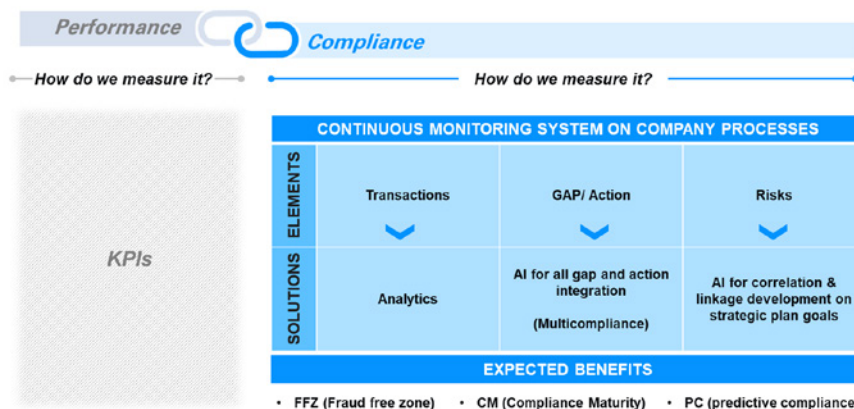 Performance
Compliance
How do we measure it?
How do we measure it?
KPIs
CONTINUOUS MONITORING SYSTEM ON COMPANY PROCESSES
ELEMENTS
Transactions
GAP/ Action
Risks
SOLUTIONS
Analytics
AI for all gap and action
integration
(Multicompliance)
AI for correlation &
linkage development on
strategic plan goals
EXPECTED BENEFITS
• FFZ (Fraud free zone)
• CM (Compliance Maturity)
• PC (predictive compliance